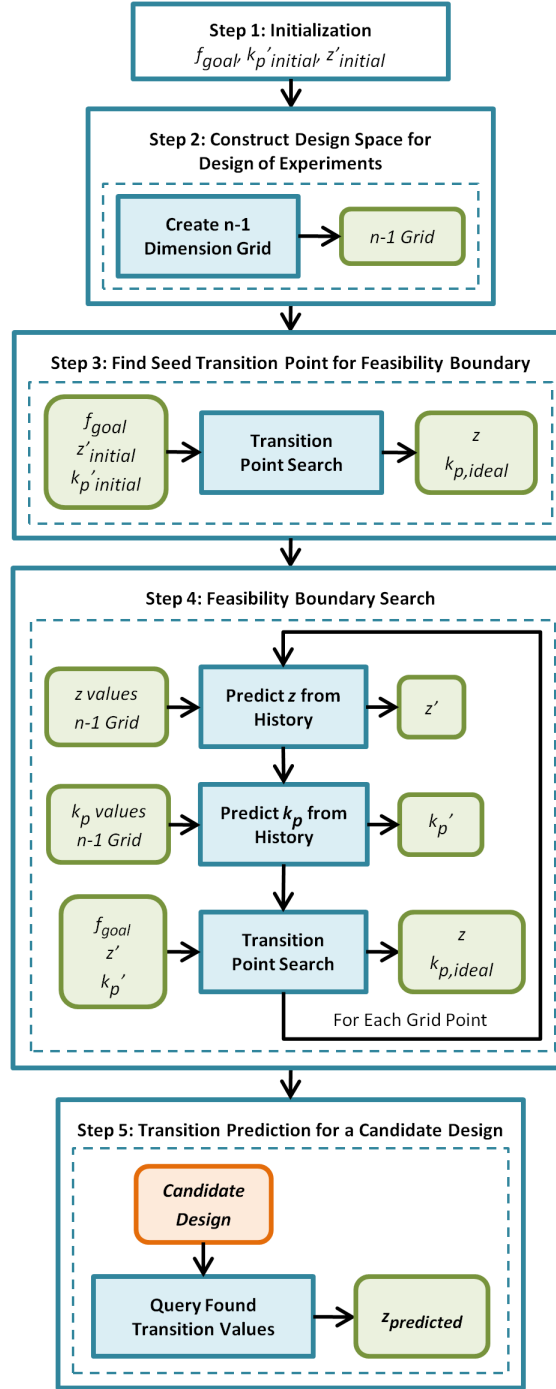 Step 1: Initialization
f_goal, k_p'_initial, z'_initial
Step 2: Construct Design Space for
Design of Experiments
Create n-1
Dimension Grid
n-1 Grid
Step 3: Find Seed Transition Point for Feasibility Boundary
f_goal
z'_initial
k_p'_initial
Transition
Point Search
z
k_p,ideal
Step 4: Feasibility Boundary Search
z values
n-1 Grid
Predict z from
History
z'
k_p values
n-1 Grid
Predict k_p from
History
k_p'
f_goal
z'
k_p'
Transition
Point Search
z
k_p,ideal
For Each Grid Point
Step 5: Transition Prediction for a Candidate Design
Candidate
Design
Query Found
Transition Values
z_predicted